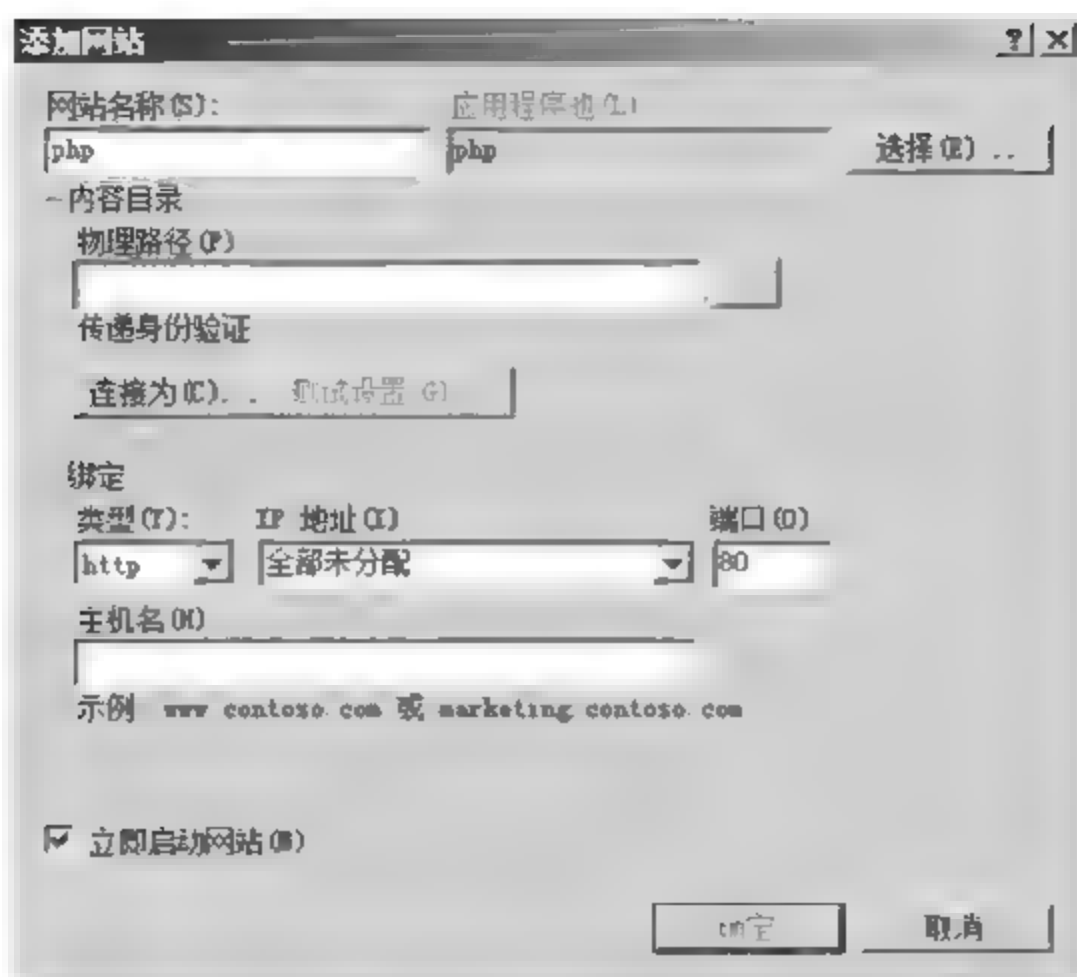 添加网站
网站名称(S): 应用程序池(L)
php php 选择(E)..
内容目录
物理路径(P)
传递身份验证
连接为(C).. 测试设置 G)
绑定
类型(T): IP 地址(I) 端口(O)
http 全部未分配 80
主机名(H)
示例 www contoso.com 或 marketing contoso.com
立即启动网站(M)
确定 取消